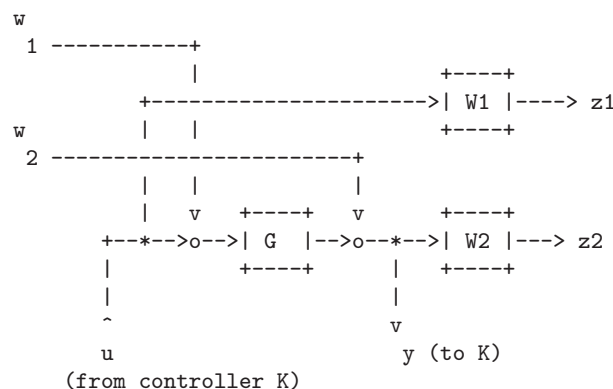 w
1
W1
z1
w
2
G
W2
z2
u
y (to K)
(from controller K)